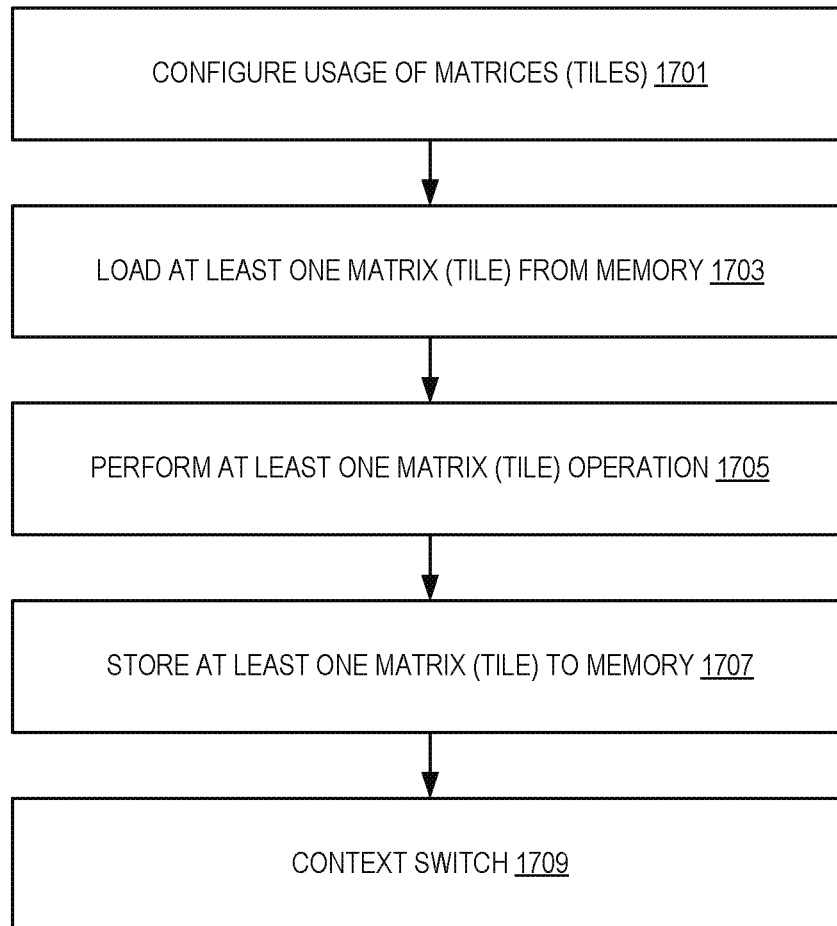 CONFIGURE USAGE OF MATRICES (TILES) 1701
LOAD AT LEAST ONE MATRIX (TILE) FROM MEMORY 1703
PERFORM AT LEAST ONE MATRIX (TILE) OPERATION 1705
STORE AT LEAST ONE MATRIX (TILE) TO MEMORY 1707
CONTEXT SWITCH 1709